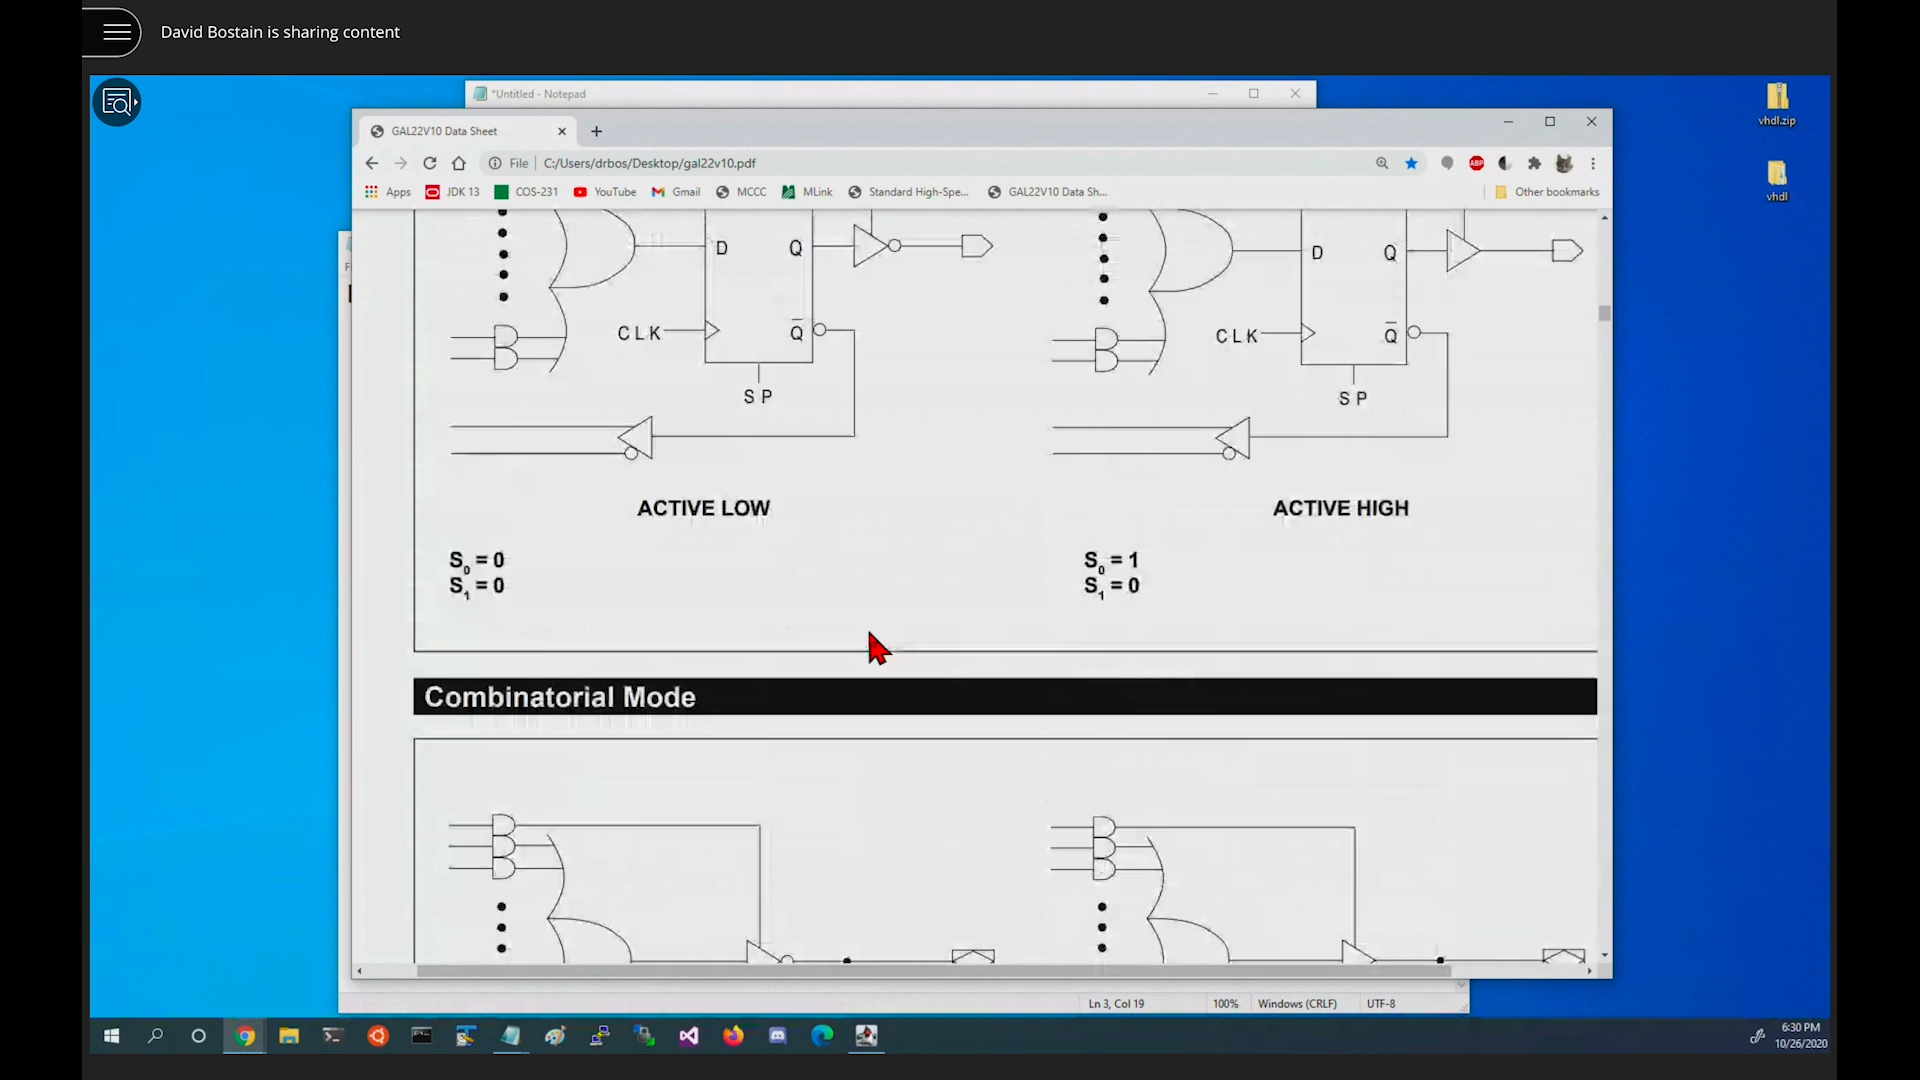 David Bostain is sharing content
*Untitled - Notepad
vhdl.zip
GAL22V10 Data Sheet
File C:/Users/drbos/Desktop/gal22v10.pdf
ABP
Apps JDK 13 COS-231 YouTube Gmail MCCC MLink Standard High-Spe... GAL22V10 Data Sh... Other bookmarks
vhdl
D Q D Q
CLK Q̅ CLK Q̅
SP SP
ACTIVE LOW ACTIVE HIGH
S₀ = 0 S₀ = 1
S₁ = 0 S₁ = 0
Combinatorial Mode
Ln 3, Col 19 100% Windows (CRLF) UTF-8
6:30 PM
10/26/2020